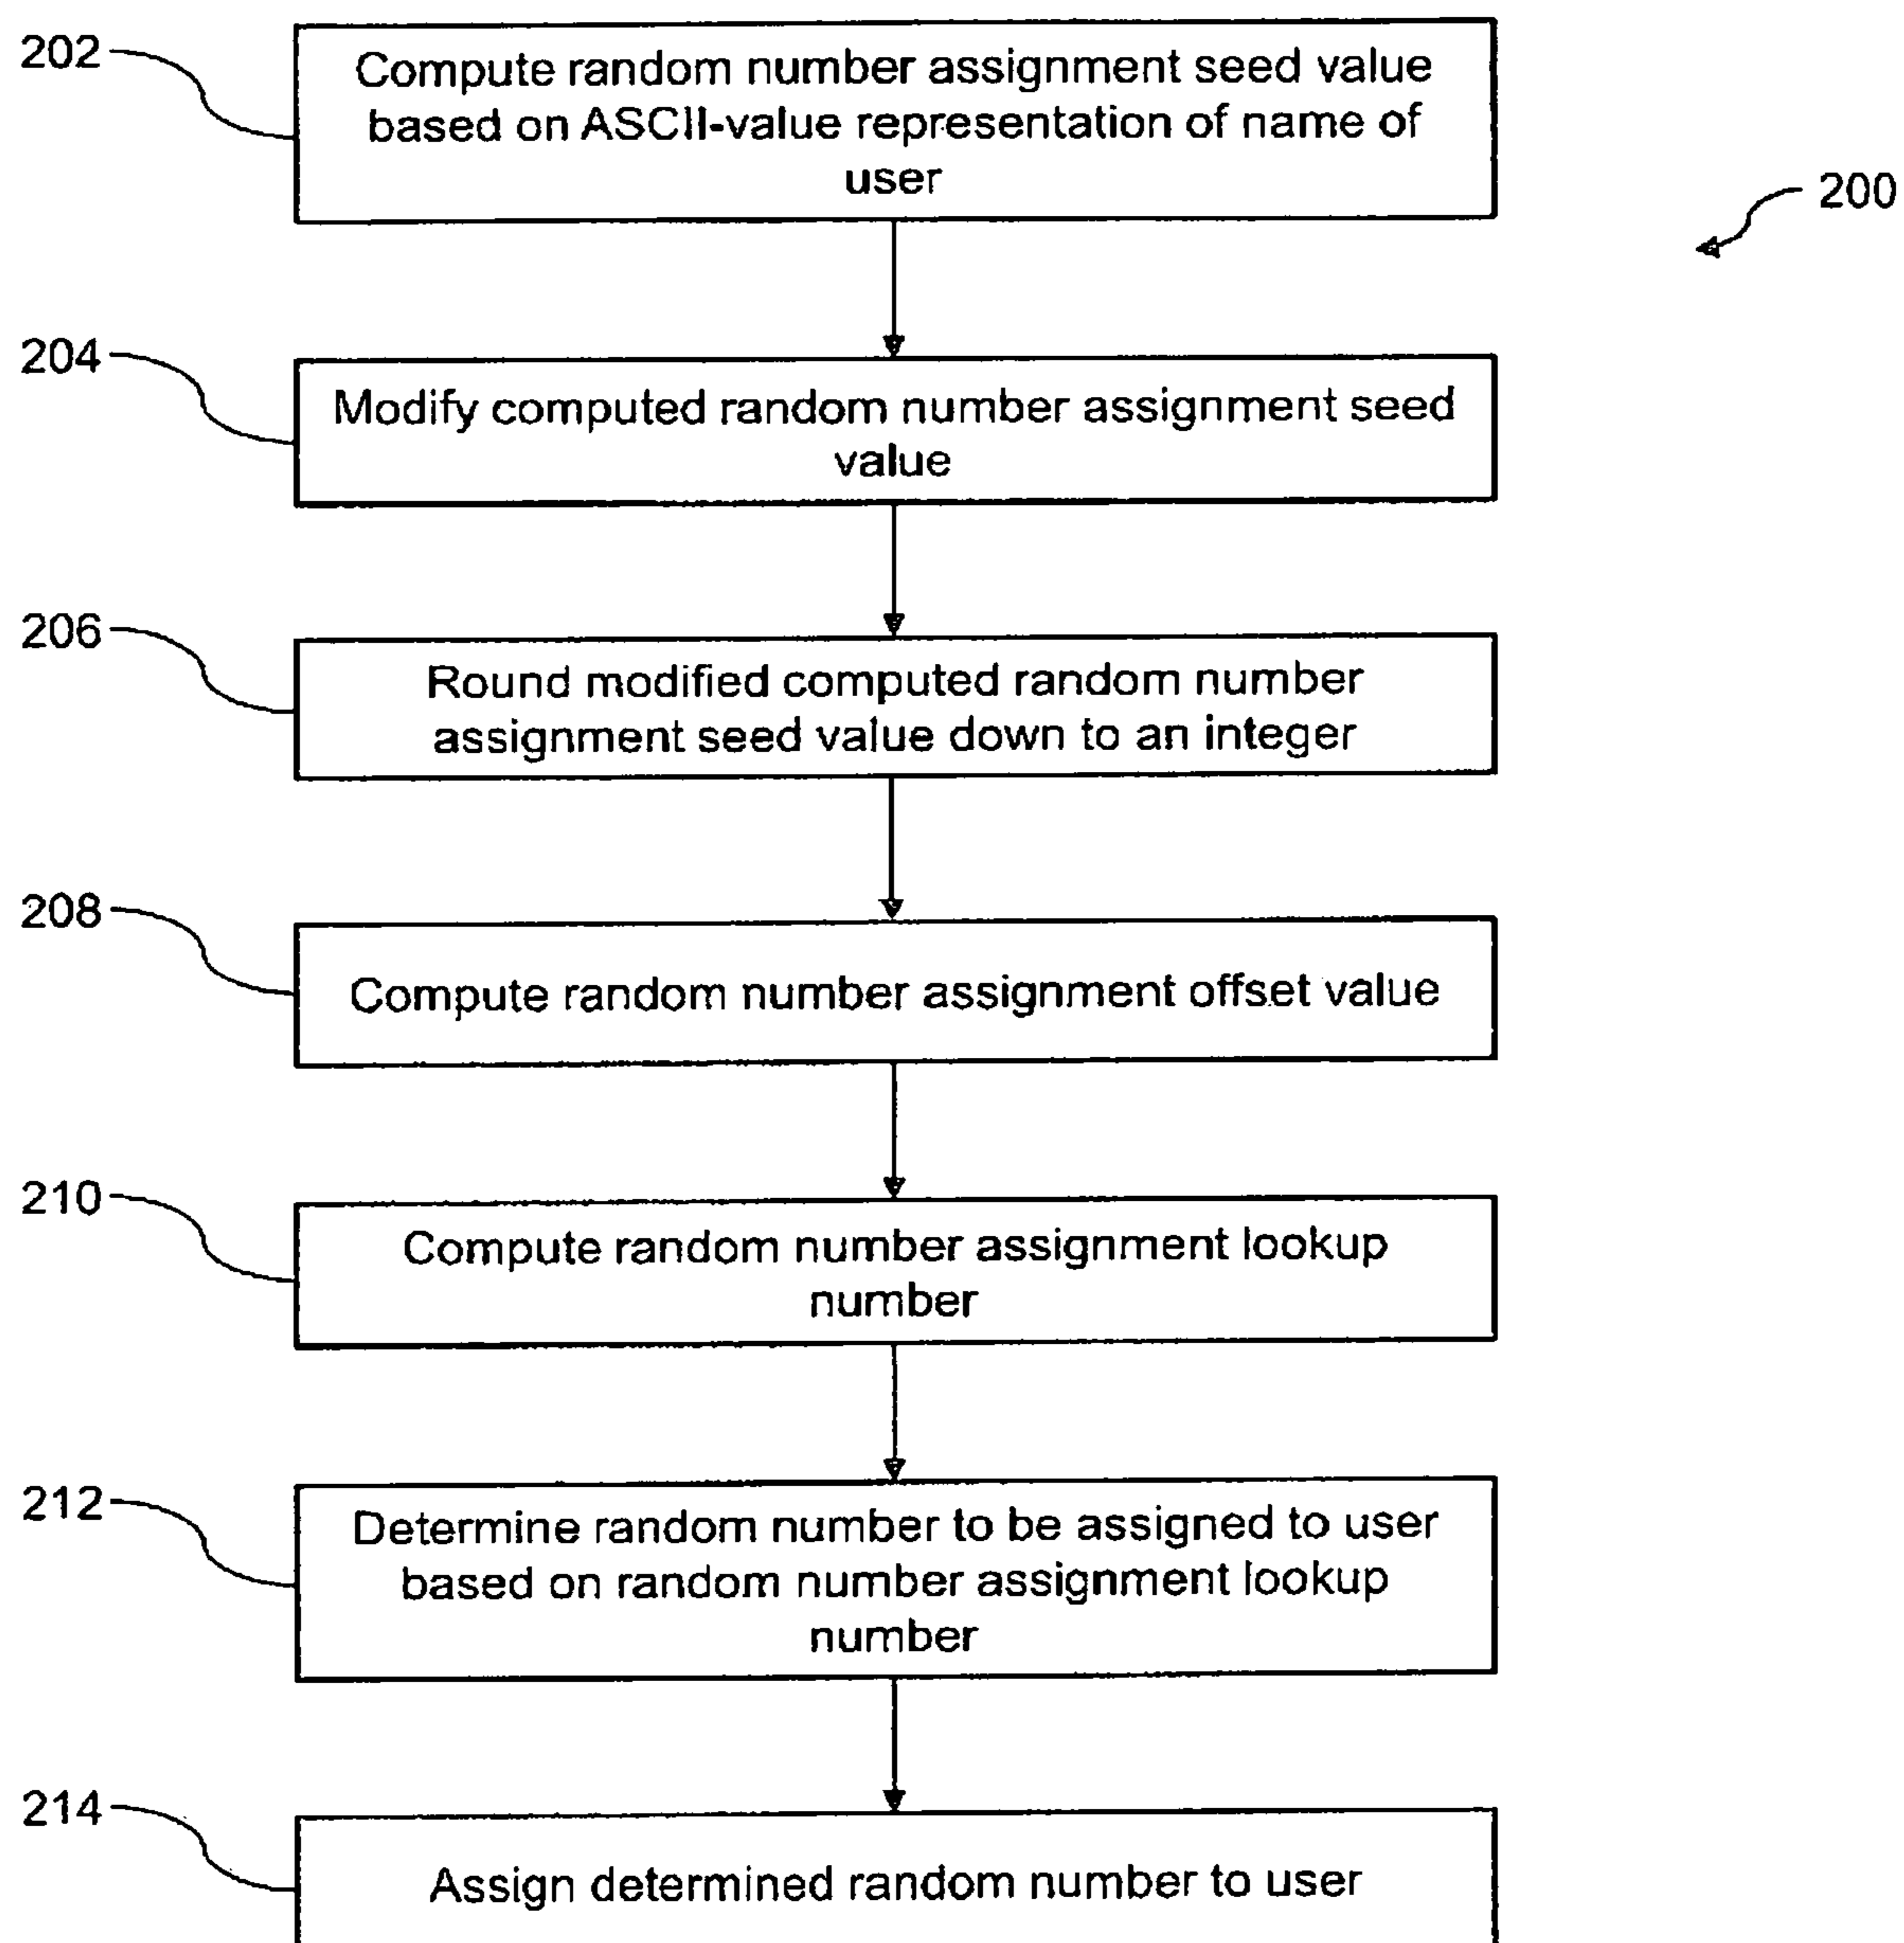 202
Compute random number assignment seed value
based on ASCII-value representation of name of
user
200
204
Modify computed random number assignment seed
value
206
Round modified computed random number
assignment seed value down to an integer
208
Compute random number assignment offset value
210
Compute random number assignment lookup
number
212
Determine random number to be assigned to user
based on random number assignment lookup
number
214
Assign determined random number to user